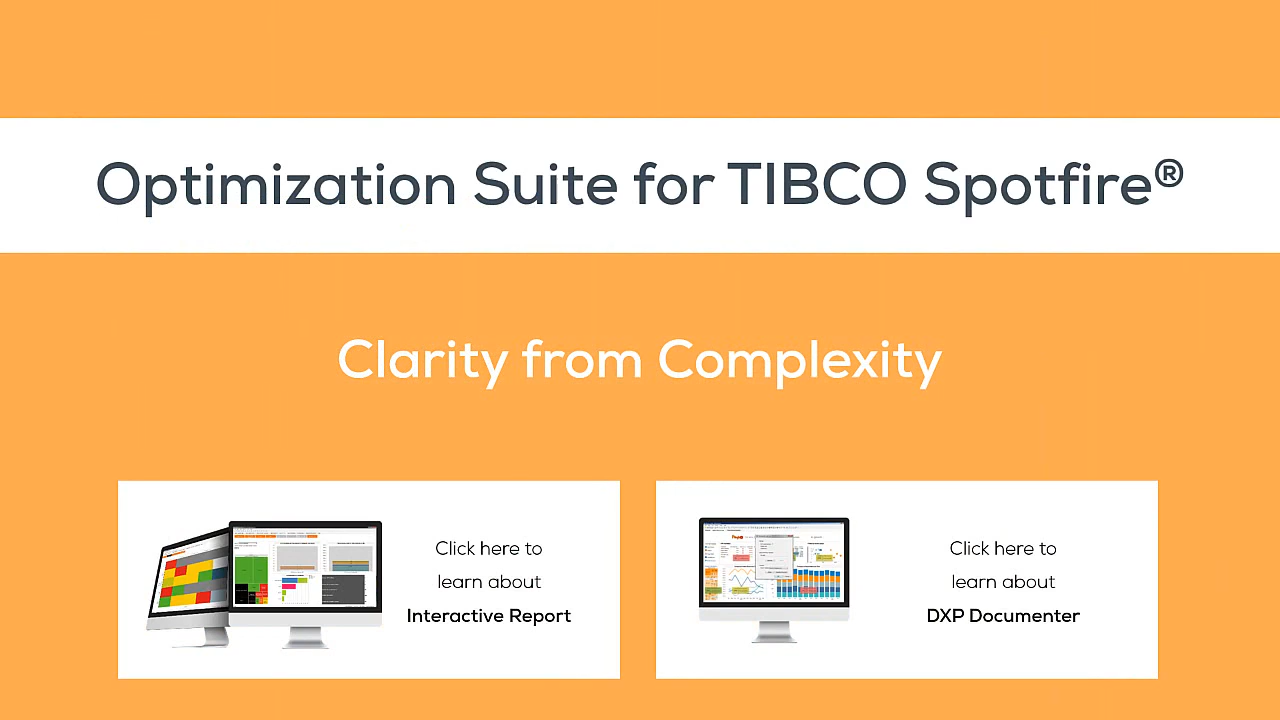 Optimization Suite for TIBCO Spotfire®
Clarity from Complexity
Click here to
learn about
Interactive Report
Click here to
learn about
DXP Documenter